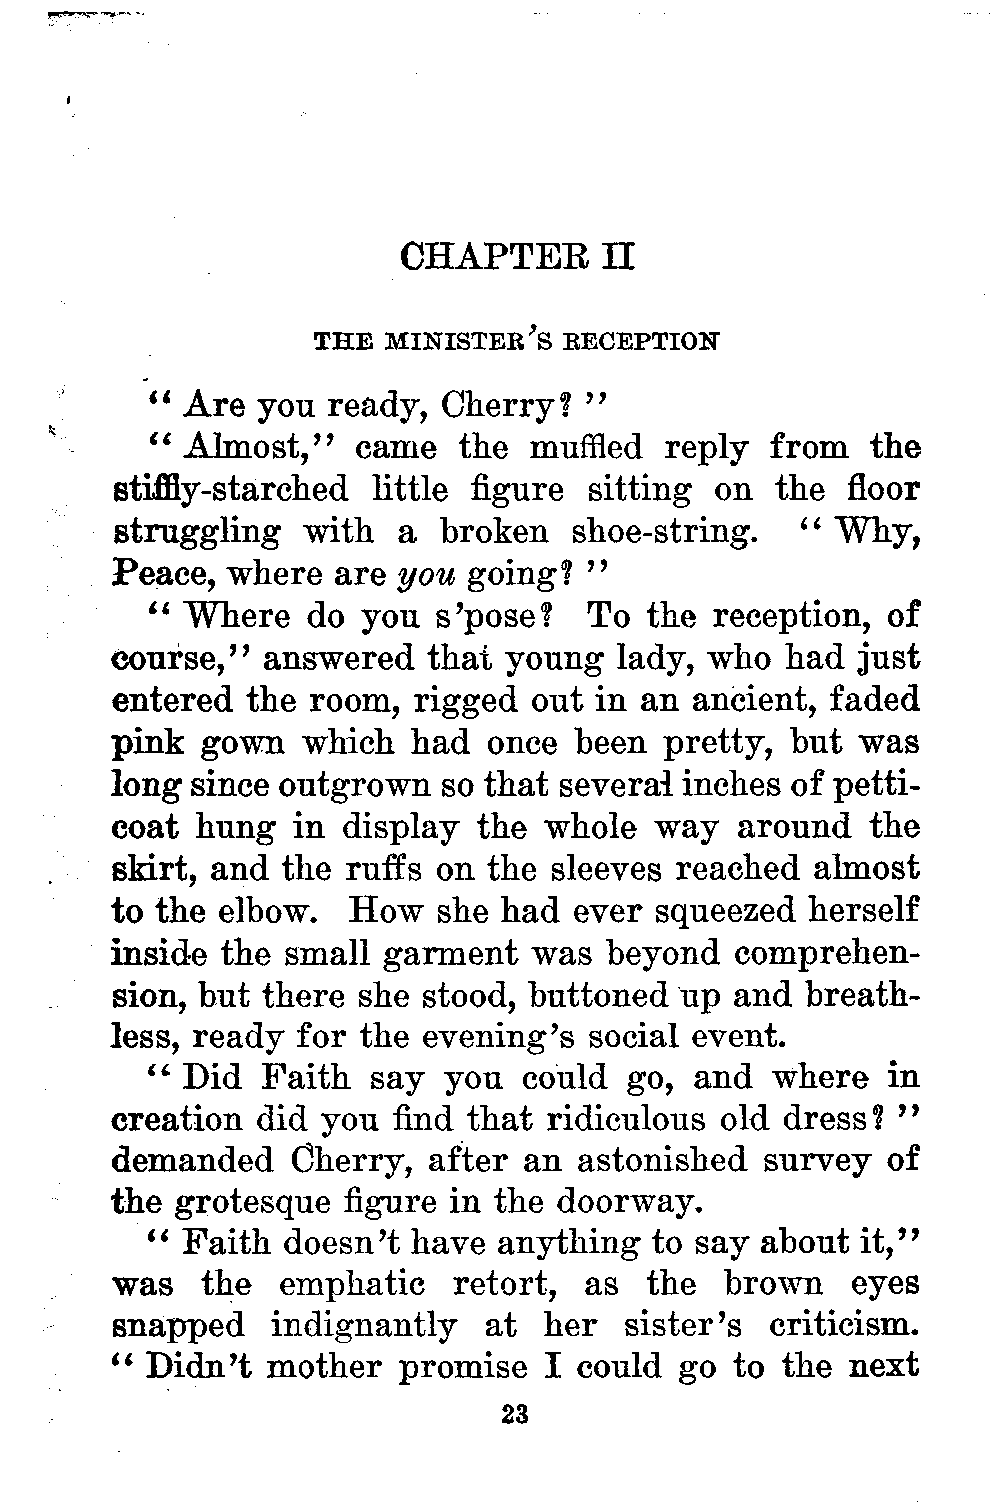 CHAPTER II
THE MINISTER'S RECEPTION
“ Are you ready, Cherry? ”
“ Almost,” came the muffled reply from the
stiffly-starched little figure sitting on the floor
struggling with a broken shoe-string. “ Why,
Peace, where are you going? ”
“ Where do you s’pose? To the reception, of
course,” answered that young lady, who had just
entered the room, rigged out in an ancient, faded
pink gown which had once been pretty, but was
long since outgrown so that several inches of petti-
coat hung in display the whole way around the
skirt, and the ruffs on the sleeves reached almost
to the elbow. How she had ever squeezed herself
inside the small garment was beyond comprehen-
sion, but there she stood, buttoned up and breath-
less, ready for the evening’s social event.
“ Did Faith say you could go, and where in
creation did you find that ridiculous old dress? ”
demanded Cherry, after an astonished survey of
the grotesque figure in the doorway.
“ Faith doesn’t have anything to say about it,”
was the emphatic retort, as the brown eyes
snapped indignantly at her sister’s criticism.
“ Didn’t mother promise I could go to the next
23